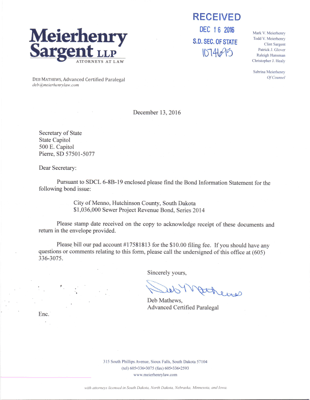 Meierhenry
Sargent LLP
ATTORNEYS AT LAW
DEB MATHEWS, Advanced Certified Paralegal
deb@meierhenrylaw.com
RECEIVED
DEC 16 2016
S.D. SEC. OF STATE
Mark V. Meierhenry
Todd V. Meierhenry
Clint Sargent
Patrick J. Glover
Raleigh Hansman
Christopher J. Healy
Sabrina Meierhenry
Of Counsel
December 13, 2016
Secretary of State
State Capitol
500 E. Capitol
Pierre, SD 57501-5077
Dear Secretary:
Pursuant to SDCL 6-8B-19 enclosed please find the Bond Information Statement for the
following bond issue:
City of Menno, Hutchinson County, South Dakota
$1,036,000 Sewer Project Revenue Bond, Series 2014
Please stamp date received on the copy to acknowledge receipt of these documents and
return in the envelope provided.
Please bill our pad account #17581813 for the $10.00 filing fee. If you should have any
questions or comments relating to this form, please call the undersigned of this office at (605)
336-3075.
Sincerely yours,
Deb Mathews
Deb Mathews,
Advanced Certified Paralegal
Enc.
315 South Phillips Avenue, Sioux Falls, South Dakota 57104
(tel) 605-336-3075 (fax) 605-336-2593
www.meierhenrylaw.com
with attorneys licensed in South Dakota, North Dakota, Nebraska, Minnesota, and Iowa